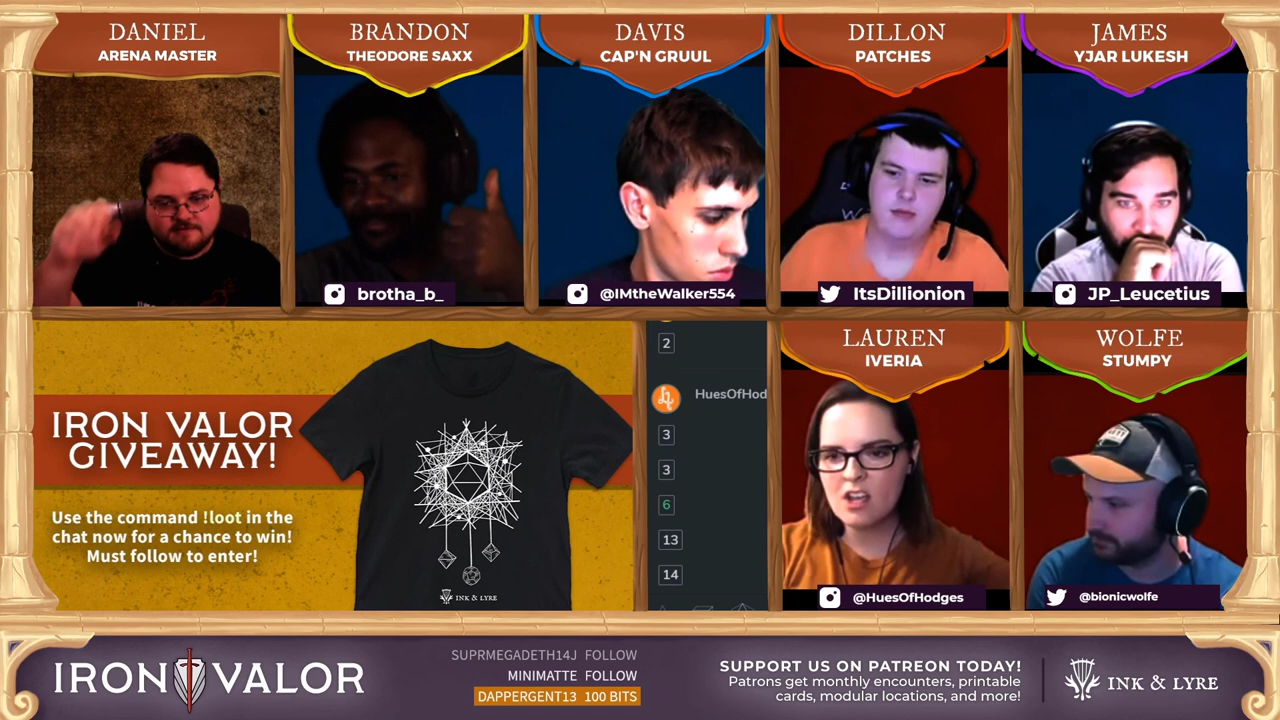 DANIEL
ARENA MASTER
BRANDON
THEODORE SAXX
DAVIS
CAP'N GRUUL
DILLON
PATCHES
JAMES
YJAR LUKESH
brotha_b_
@IMtheWalker554
ItsDillionion
JP_Leucetius
IRON VALOR
GIVEAWAY!
Use the command !loot in the
chat now for a chance to win!
Must follow to enter!
INK & LYRE
2
HuesOfHod
3
3
6
13
14
LAUREN
IVERIA
WOLFE
STUMPY
@HuesOfHodges
@bionicwolfe
IRON VALOR
SUPRMEGADETH14J FOLLOW
MINIMATTE FOLLOW
DAPPERGENT13 100 BITS
SUPPORT US ON PATREON TODAY!
Patrons get monthly encounters, printable
cards, modular locations, and more!
INK & LYRE